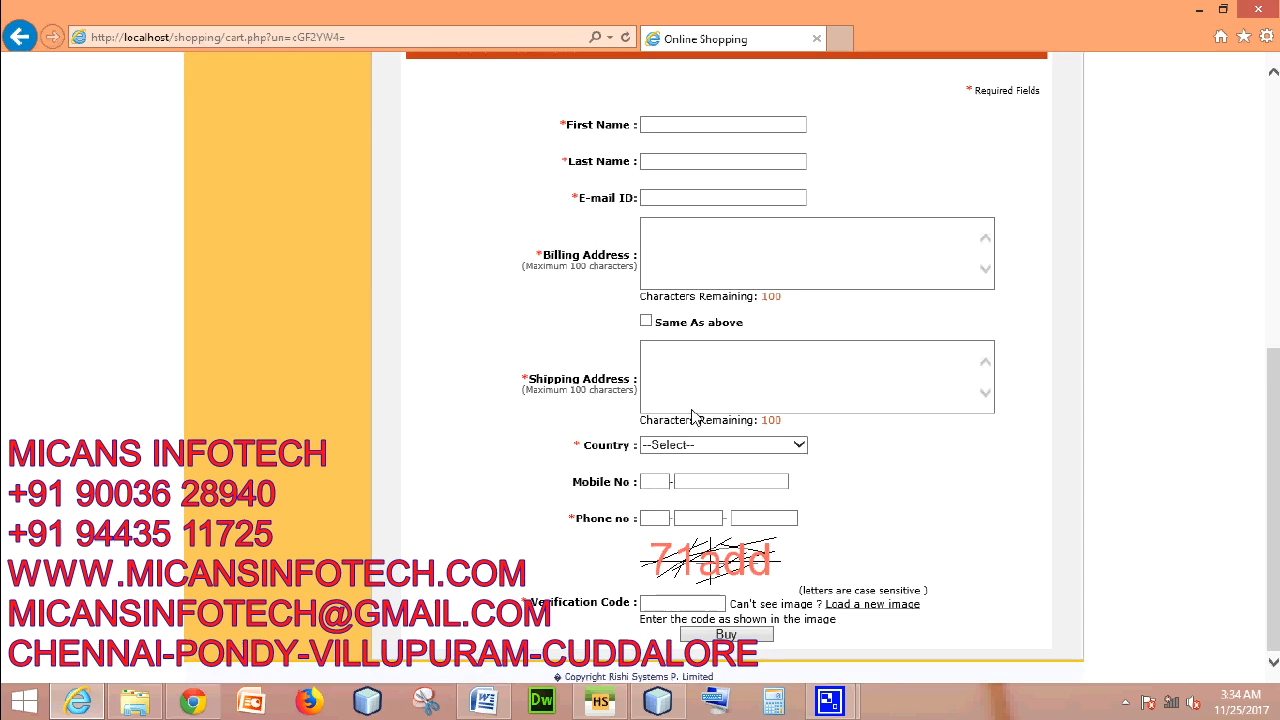 http://localhost/shopping/cart.php?un=cGF2YW4=
Online Shopping
* Required Fields
*First Name :
*Last Name :
*E-mail ID:
*Billing Address :
(Maximum 100 characters)
Characters Remaining: 100
Same As above
*Shipping Address :
(Maximum 100 characters)
Characters Remaining: 100
* Country : --Select--
Mobile No : -
*Phone no : - -
71add
(letters are case sensitive )
*Verification Code : Can't see image ? Load a new image
Enter the code as shown in the image
Buy
� Copyright Rishi Systems P. Limited
MICANS INFOTECH
+91 90036 28940
+91 94435 11725
WWW.MICANSINFOTECH.COM
MICANSINFOTECH@GMAIL.COM
CHENNAI-PONDY-VILLUPURAM-CUDDALORE
Dw
HS
3:34 AM
11/25/2017